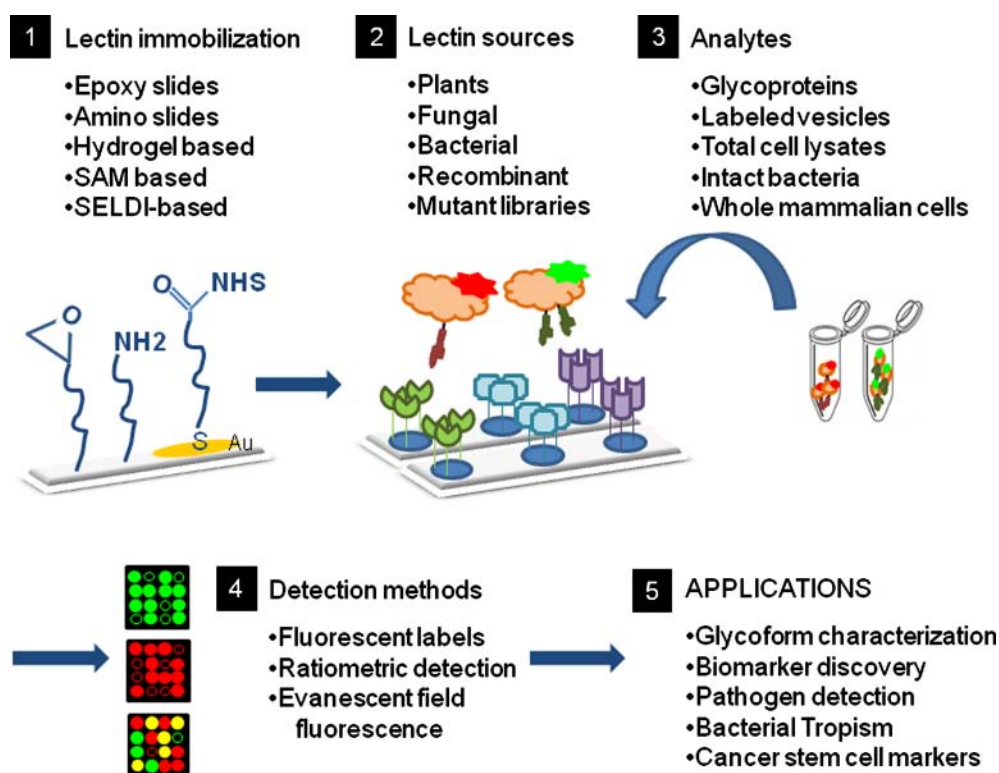 1 Lectin immobilization
•Epoxy slides
•Amino slides
•Hydrogel based
•SAM based
•SELDI-based
2 Lectin sources
•Plants
•Fungal
•Bacterial
•Recombinant
•Mutant libraries
3 Analytes
•Glycoproteins
•Labeled vesicles
•Total cell lysates
•Intact bacteria
•Whole mammalian cells
O
NH2
O
NHS
S
Au
4 Detection methods
•Fluorescent labels
•Ratiometric detection
•Evanescent field
fluorescence
5 APPLICATIONS
•Glycoform characterization
•Biomarker discovery
•Pathogen detection
•Bacterial Tropism
•Cancer stem cell markers